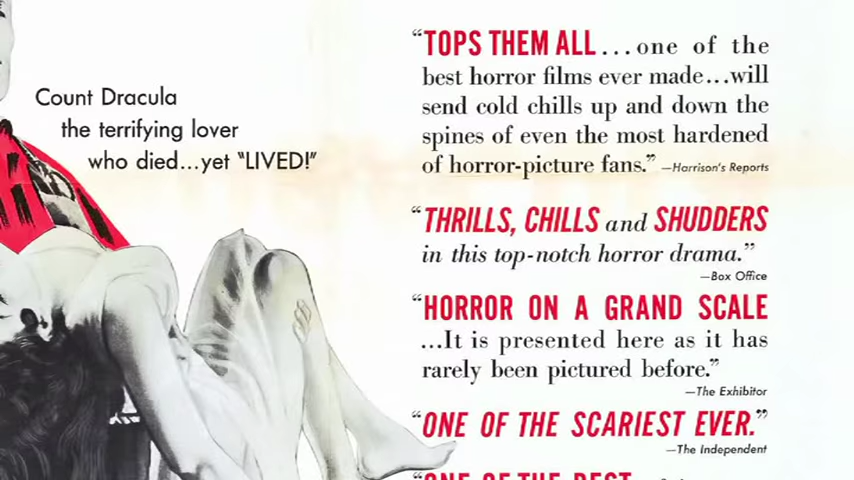 Count Dracula
the terrifying lover
who died...yet "LIVED!"
"TOPS THEM ALL...one of the
best horror films ever made...will
send cold chills up and down the
spines of even the most hardened
of horror-picture fans." —Harrison's Reports
"THRILLS, CHILLS and SHUDDERS
in this top-notch horror drama."
—Box Office
"HORROR ON A GRAND SCALE
...It is presented here as it has
rarely been pictured before."
—The Exhibitor
"ONE OF THE SCARIEST EVER."
—The Independent
"ONE OF THE BEST